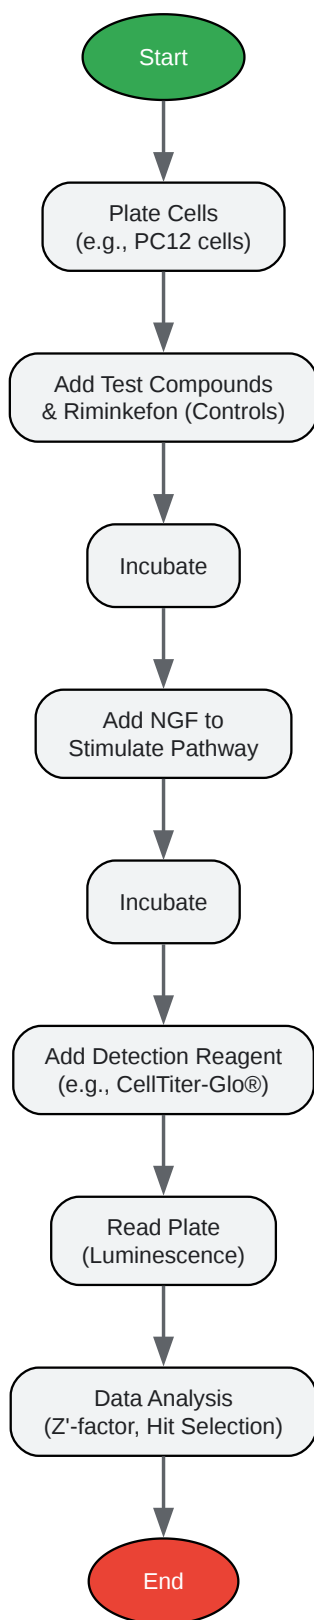 Start
Plate Cells
(e.g., PC12 cells)
Add Test Compounds
& Riminkefon (Controls)
Incubate
Add NGF to
Stimulate Pathway
Incubate
Add Detection Reagent
(e.g., CellTiter-Glo®)
Read Plate
(Luminescence)
Data Analysis
(Z'-factor, Hit Selection)
End